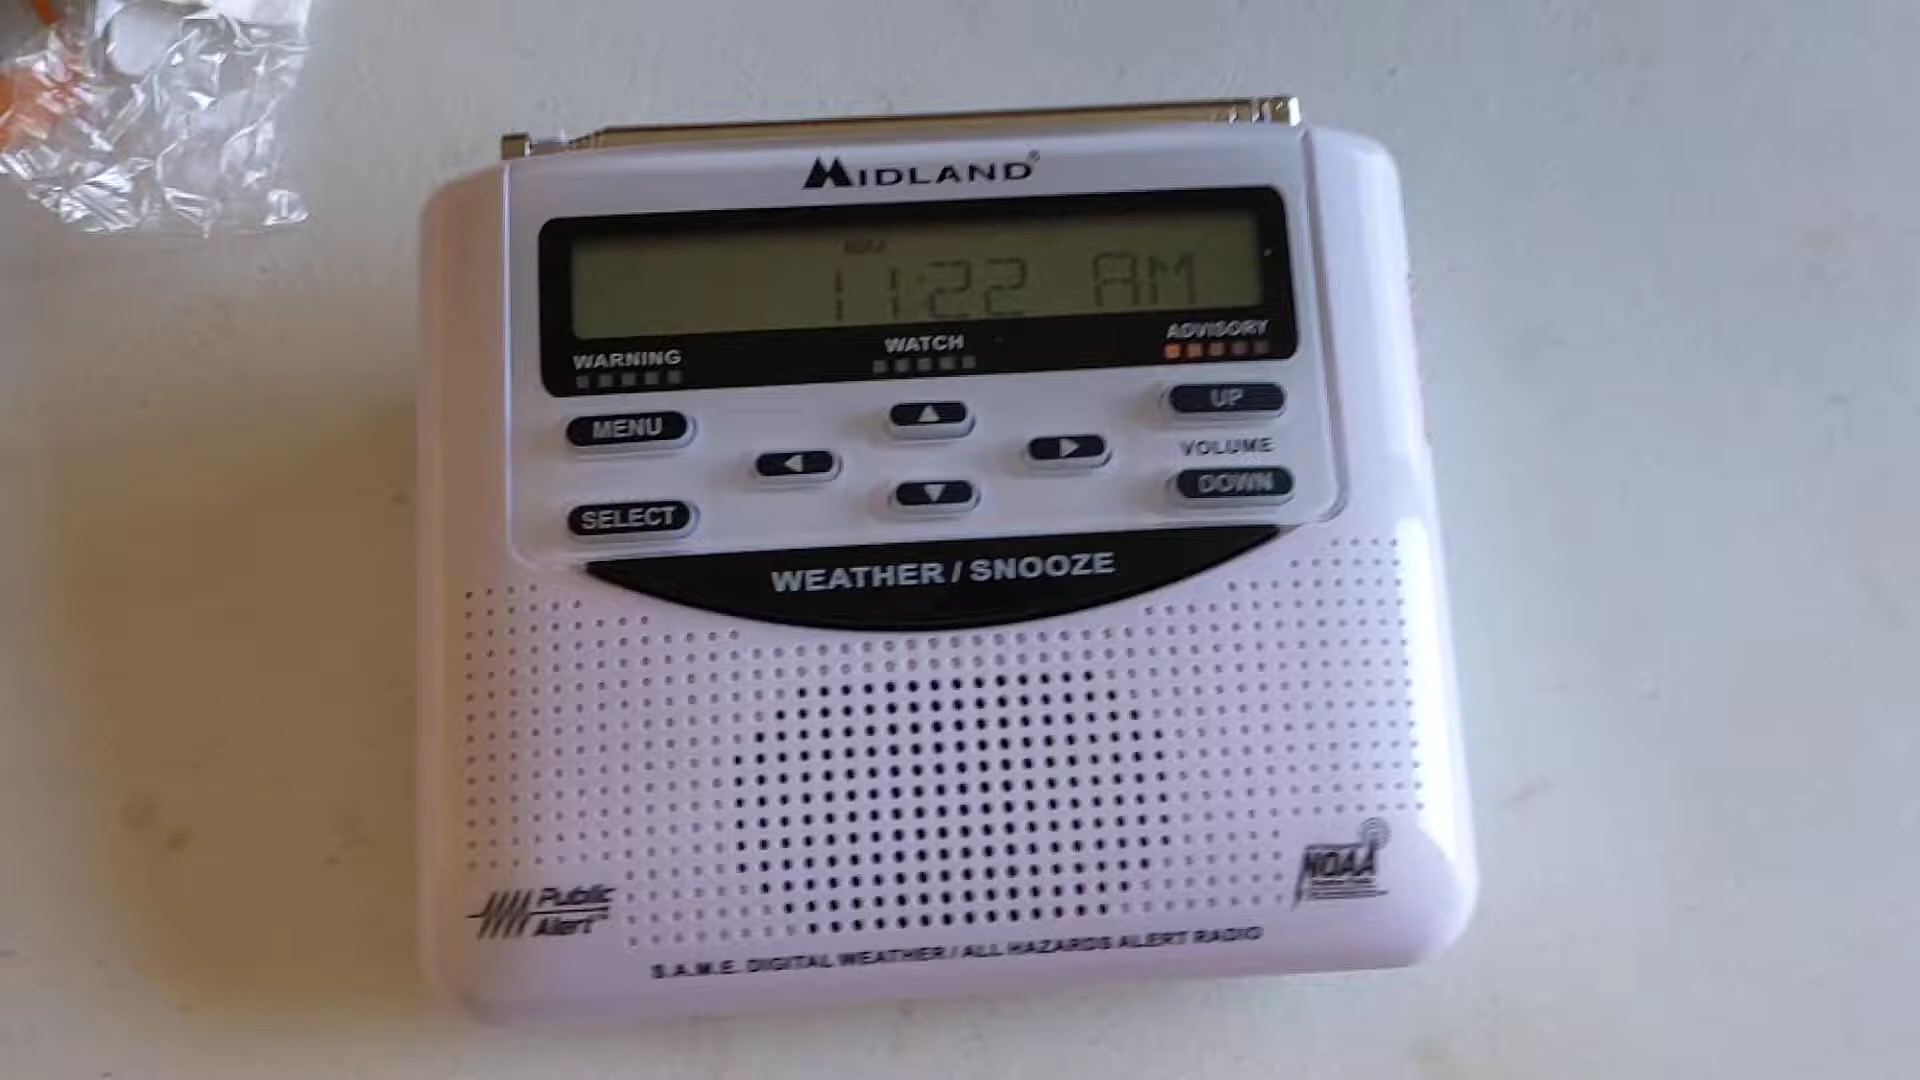 MIDLAND
11:22 AM
WARNING
WATCH
ADVISORY
MENU
UP
VOLUME
DOWN
SELECT
WEATHER / SNOOZE
Public
Alert
NOAA
S.A.M.E. DIGITAL WEATHER / ALL HAZARDS ALERT RADIO